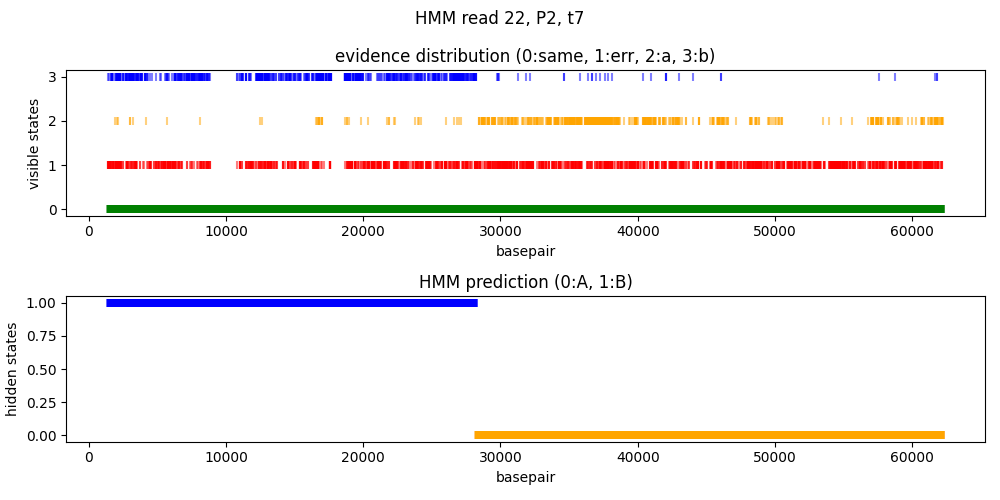 HMM read 22, P2, t7
evidence distribution (0:same, 1:err, 2:a, 3:b)
visible states
3
2
1
0
0 10000 20000 30000 40000 50000 60000
basepair
HMM prediction (0:A, 1:B)
hidden states
1.00
0.75
0.50
0.25
0.00
0 10000 20000 30000 40000 50000 60000
basepair